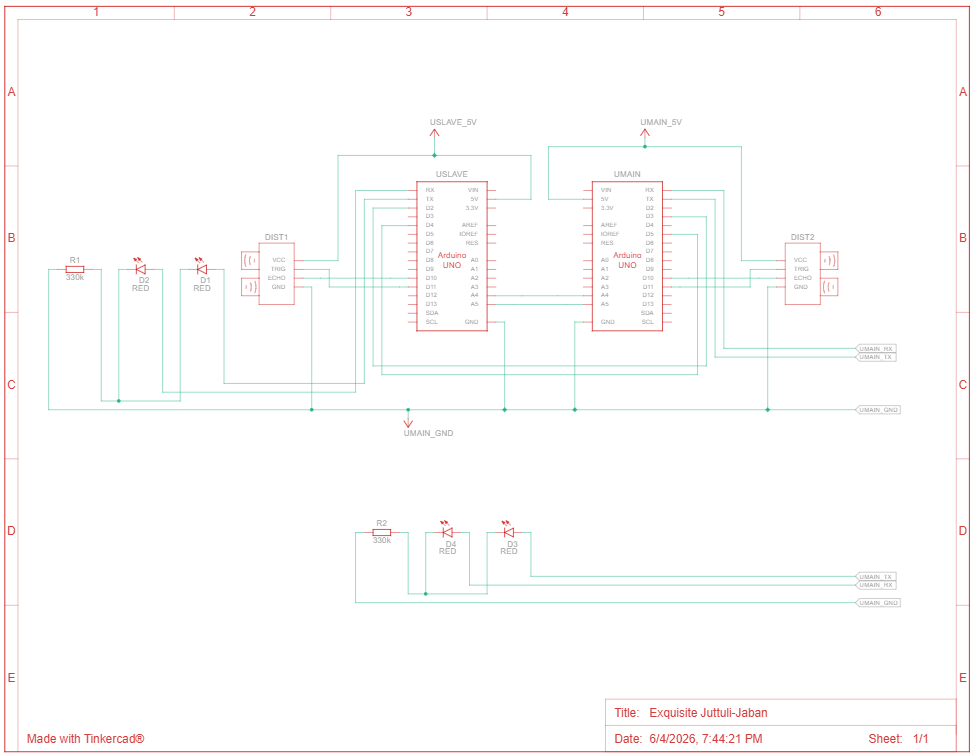 1 2 3 4 5 6
A A
USLAVE_5V UMAIN_5V
USLAVE UMAIN
RX VIN VIN RX
TX 5V 5V TX
D2 3.3V 3.3V D2
D3 D3
D4 AREF AREF D4
D5 IOREF IOREF D5
D6 RES RES D6
D7 D7
D8 A0 A0 D8
D9 A1 A1 D9
D10 A2 A2 D10
D11 A3 A3 D11
D12 A4 A4 D12
D13 A5 A5 D13
SDA SDA
SCL GND GND SCL
Arduino Arduino
UNO UNO
B B
DIST1 DIST2
VCC VCC
TRIG TRIG
ECHO ECHO
GND GND
R1
330k
D2 D1
RED RED
UMAIN_RX
UMAIN_TX
C C
UMAIN_GND
UMAIN_GND
R2
330k
D D
D4 D3
RED RED
UMAIN_TX
UMAIN_RX
UMAIN_GND
E E
Title: Exquisite Juttuli-Jaban
Made with Tinkercad®
Date: 6/4/2026, 7:44:21 PM Sheet: 1/1